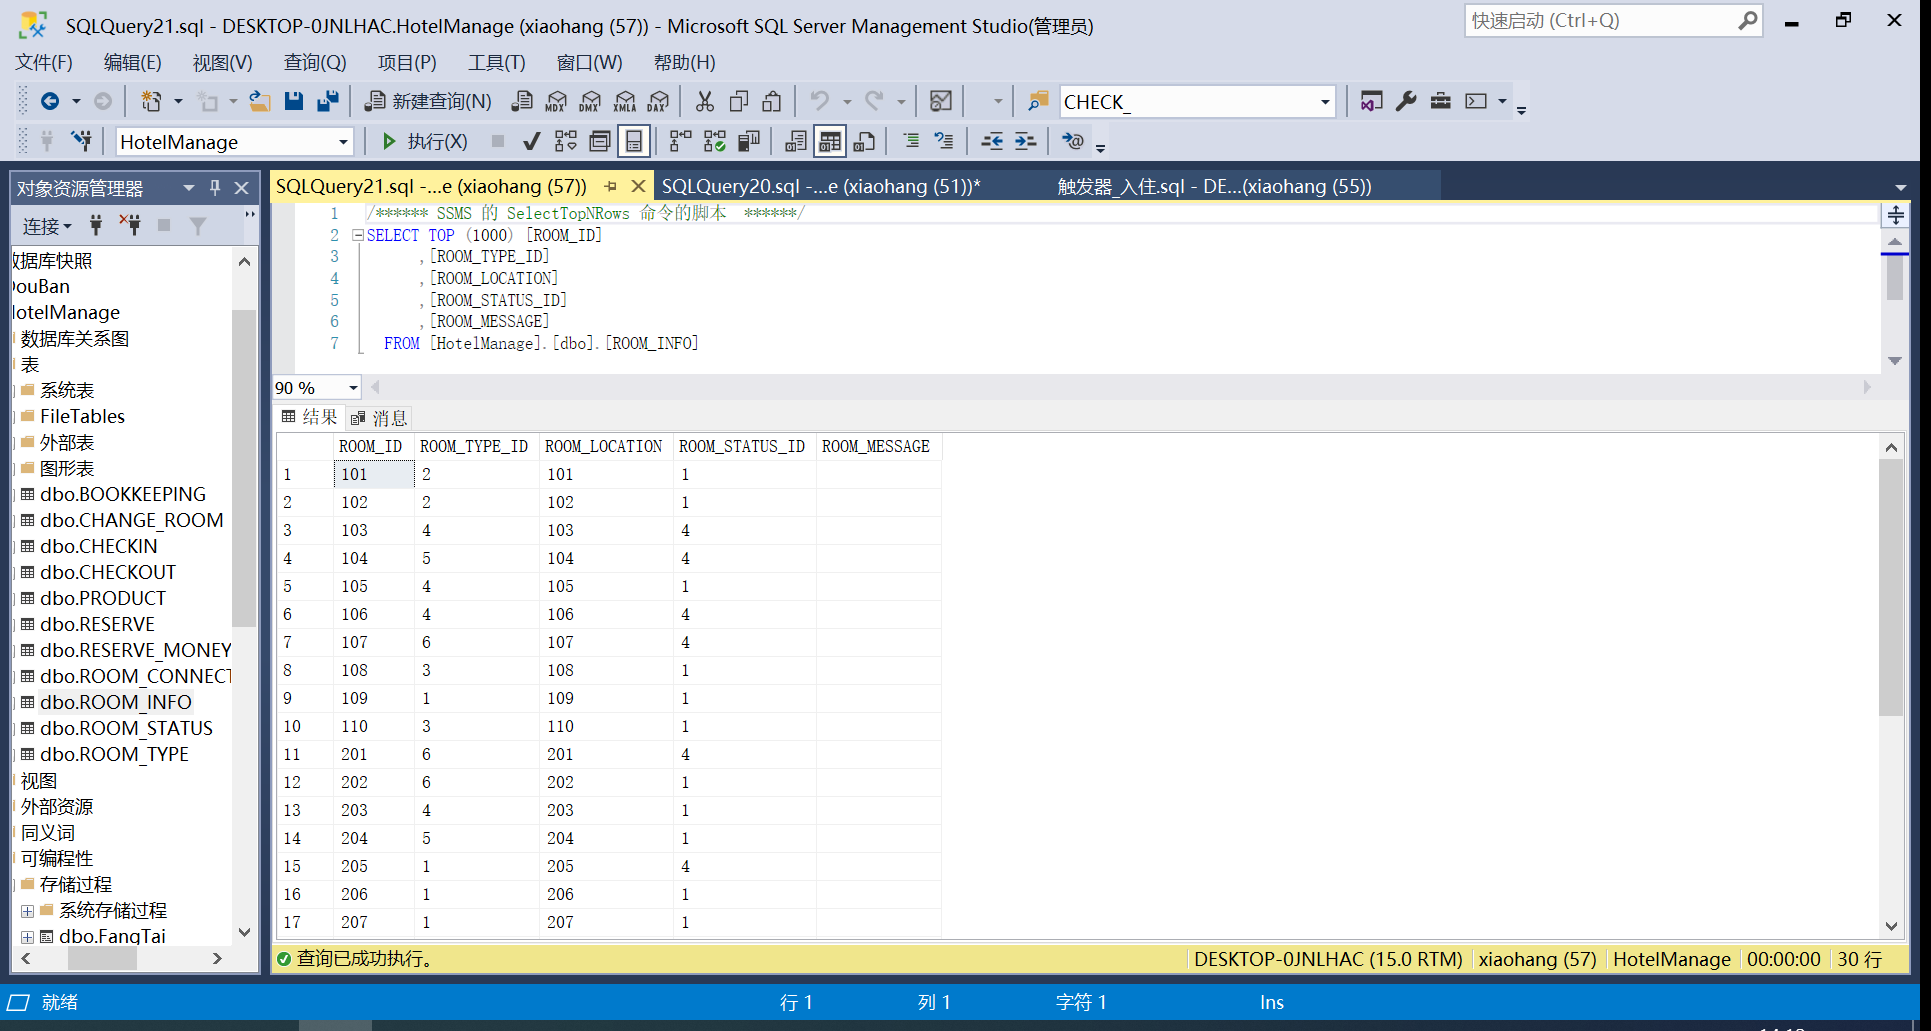 SQLQuery21.sql - DESKTOP-0JNLHAC.HotelManage (xiaohang (57)) - Microsoft SQL Server Management Studio(管理员)
快速启动 (Ctrl+Q)
文件(F) 编辑(E) 视图(V) 查询(Q) 项目(P) 工具(T) 窗口(W) 帮助(H)
新建查询(N) MDX DMX XMLA DAX CHECK_
HotelManage 执行(X)
对象资源管理器
连接
数据库快照
DouBan
HotelManage
数据库关系图
表
系统表
FileTables
外部表
图形表
dbo.BOOKKEEPING
dbo.CHANGE_ROOM
dbo.CHECKIN
dbo.CHECKOUT
dbo.PRODUCT
dbo.RESERVE
dbo.RESERVE_MONEY
dbo.ROOM_CONNECT
dbo.ROOM_INFO
dbo.ROOM_STATUS
dbo.ROOM_TYPE
视图
外部资源
同义词
可编程性
存储过程
系统存储过程
dbo.FangTai
SQLQuery21.sql -...e (xiaohang (57)) SQLQuery20.sql -...e (xiaohang (51))* 触发器_入住.sql - DE...(xiaohang (55))
1 /****** SSMS 的 SelectTopNRows 命令的脚本 ******/
2 SELECT TOP (1000) [ROOM_ID]
3 ,[ROOM_TYPE_ID]
4 ,[ROOM_LOCATION]
5 ,[ROOM_STATUS_ID]
6 ,[ROOM_MESSAGE]
7 FROM [HotelManage].[dbo].[ROOM_INFO]
90 %
结果 消息
ROOM_ID ROOM_TYPE_ID ROOM_LOCATION ROOM_STATUS_ID ROOM_MESSAGE
1 101 2 101 1
2 102 2 102 1
3 103 4 103 4
4 104 5 104 4
5 105 4 105 1
6 106 4 106 4
7 107 6 107 4
8 108 3 108 1
9 109 1 109 1
10 110 3 110 1
11 201 6 201 4
12 202 6 202 1
13 203 4 203 1
14 204 5 204 1
15 205 1 205 4
16 206 1 206 1
17 207 1 207 1
查询已成功执行。 DESKTOP-0JNLHAC (15.0 RTM) xiaohang (57) HotelManage 00:00:00 30 行
就绪 行 1 列 1 字符 1 Ins